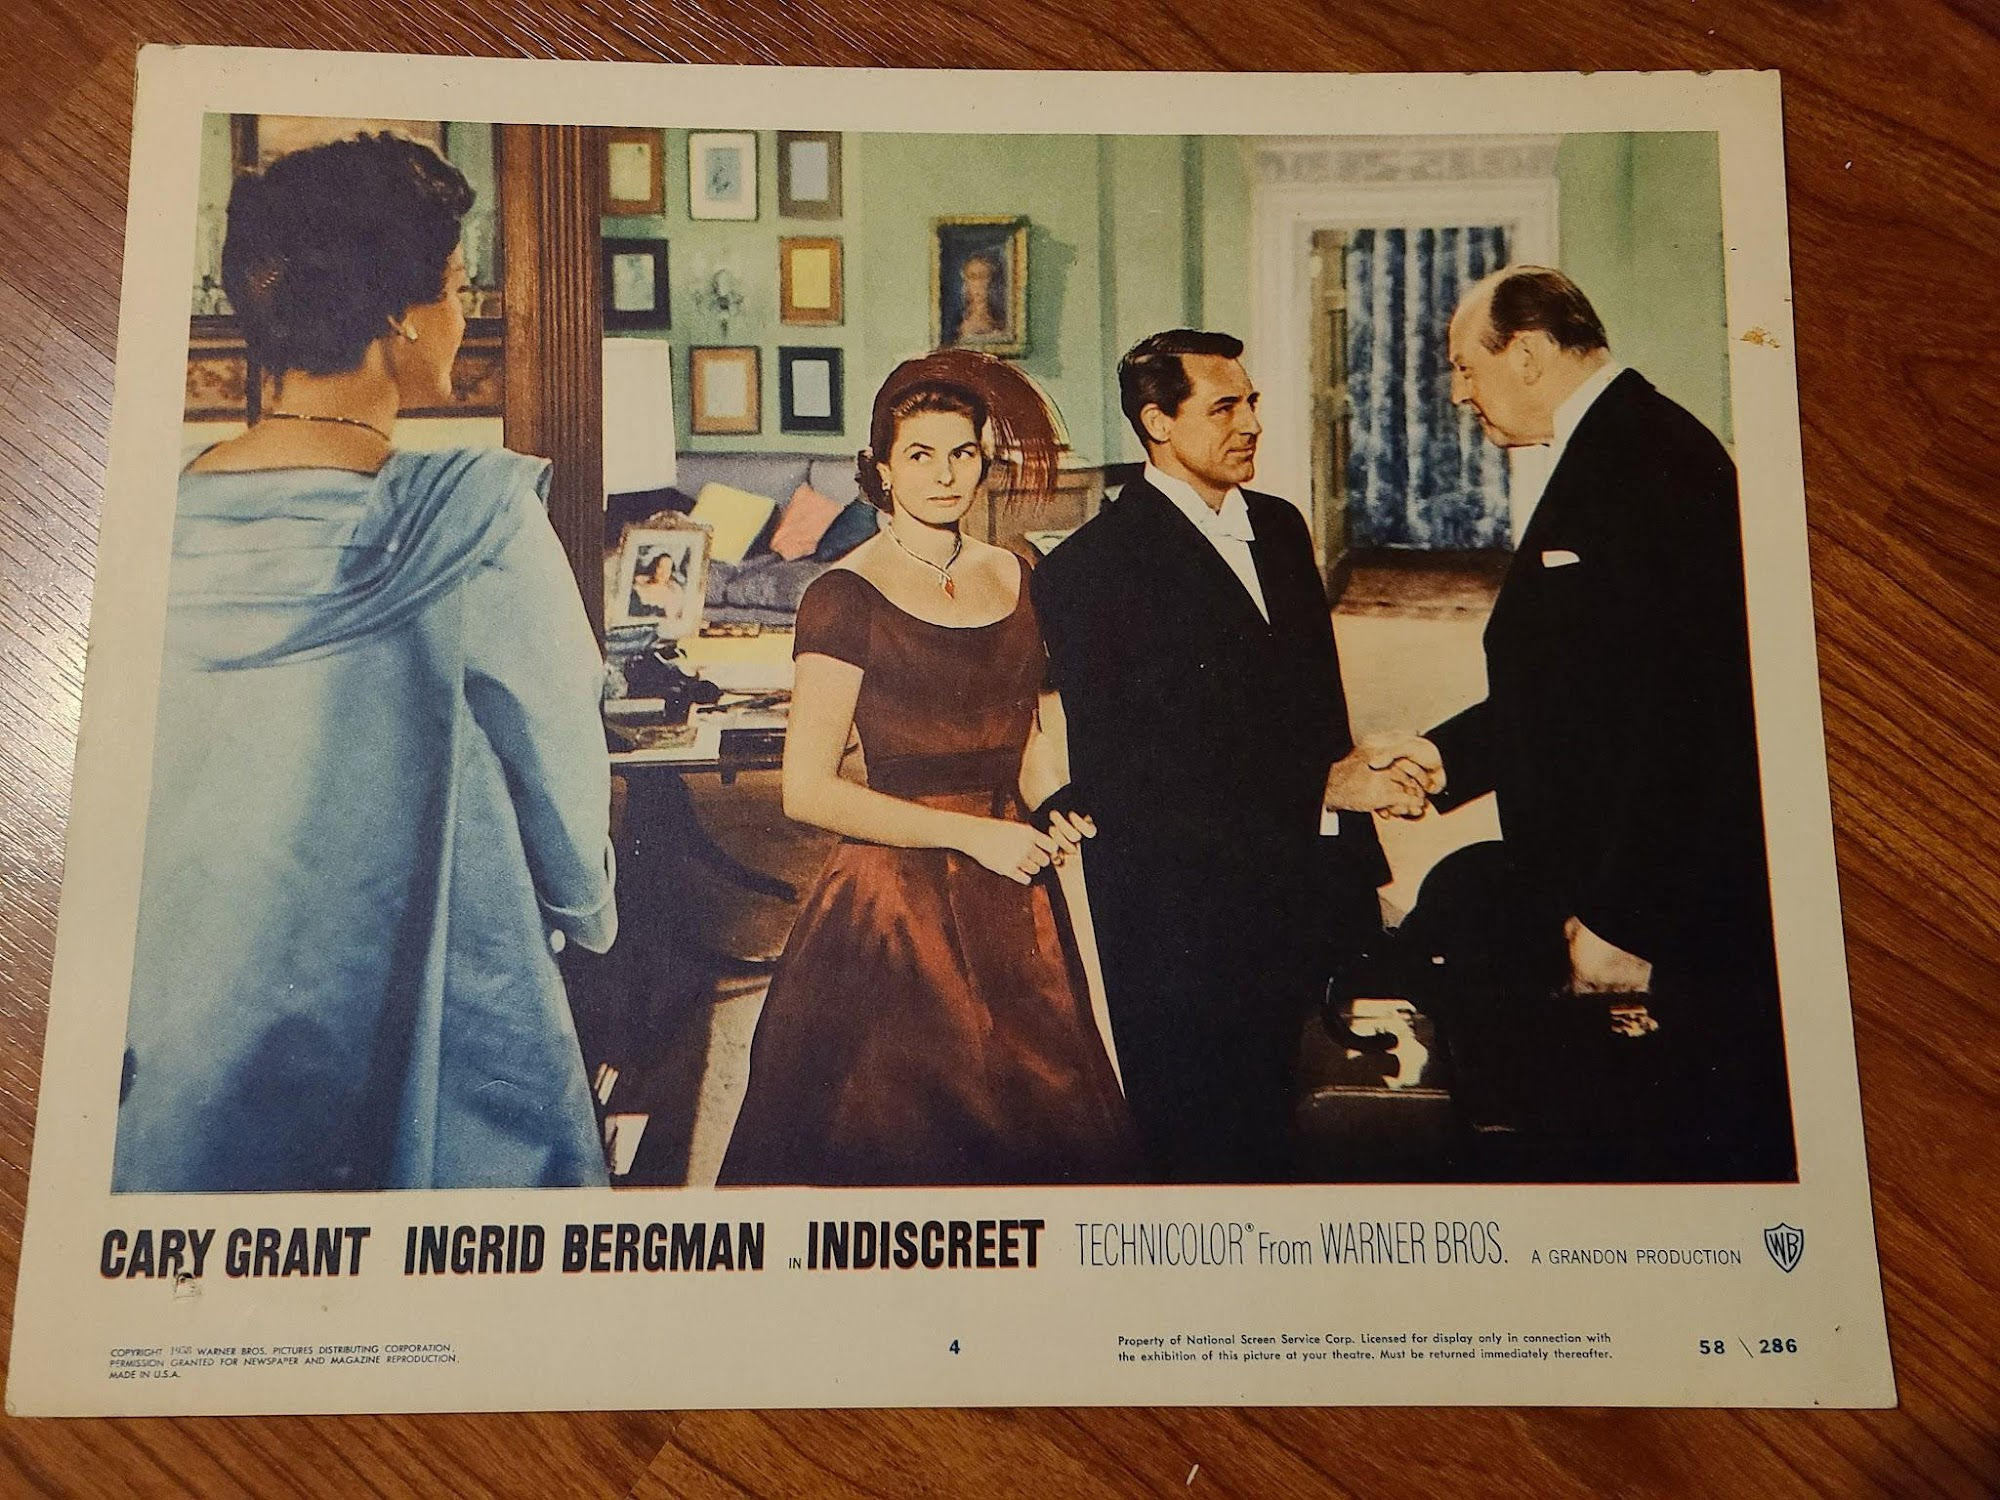 CARY GRANT INGRID BERGMAN IN INDISCREET TECHNICOLOR® From WARNER BROS. A GRANDON PRODUCTION WB
COPYRIGHT 1958 WARNER BROS. PICTURES DISTRIBUTING CORPORATION.
PERMISSION GRANTED FOR NEWSPAPER AND MAGAZINE REPRODUCTION.
MADE IN U.S.A.
4
Property of National Screen Service Corp. Licensed for display only in connection with
the exhibition of this picture at your theatre. Must be returned immediately thereafter.
58 \ 286